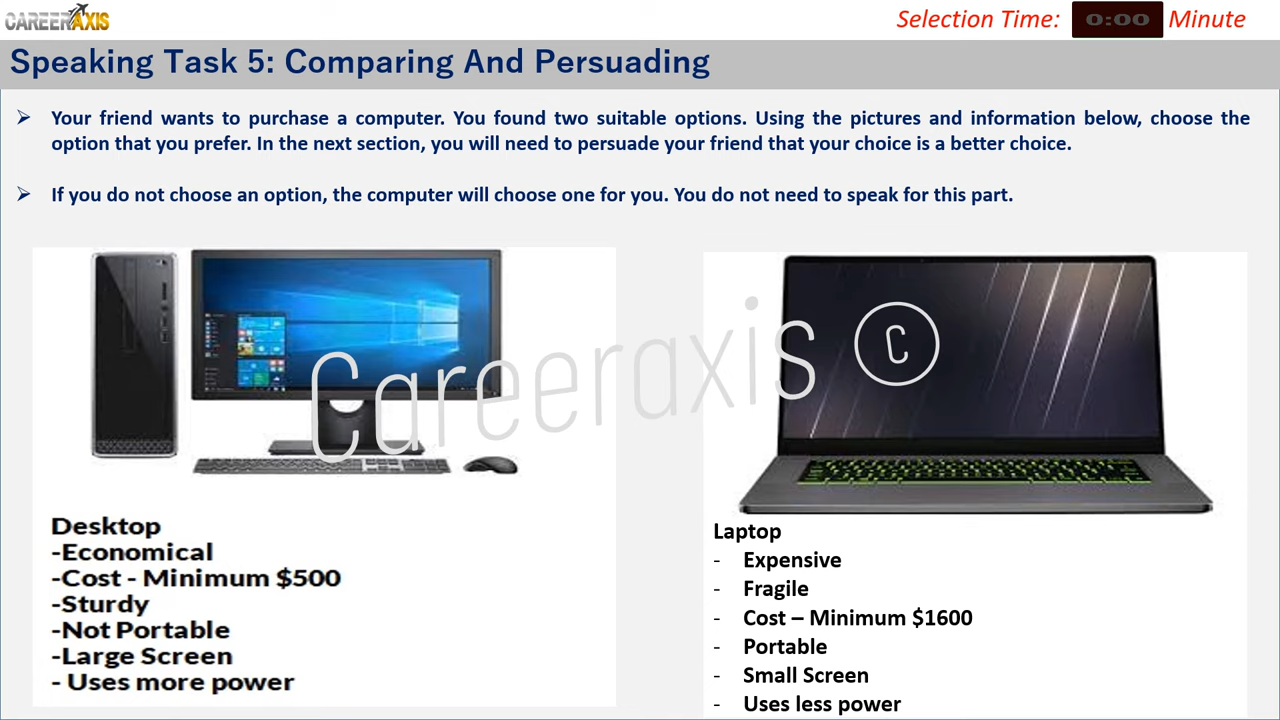 CAREERAXIS
Selection Time: 0:00 Minute
Speaking Task 5: Comparing And Persuading
➢ Your friend wants to purchase a computer. You found two suitable options. Using the pictures and information below, choose the
option that you prefer. In the next section, you will need to persuade your friend that your choice is a better choice.
➢ If you do not choose an option, the computer will choose one for you. You do not need to speak for this part.
Careeraxis ©
Desktop
-Economical
-Cost - Minimum $500
-Sturdy
-Not Portable
-Large Screen
- Uses more power
Laptop
- Expensive
- Fragile
- Cost – Minimum $1600
- Portable
- Small Screen
- Uses less power